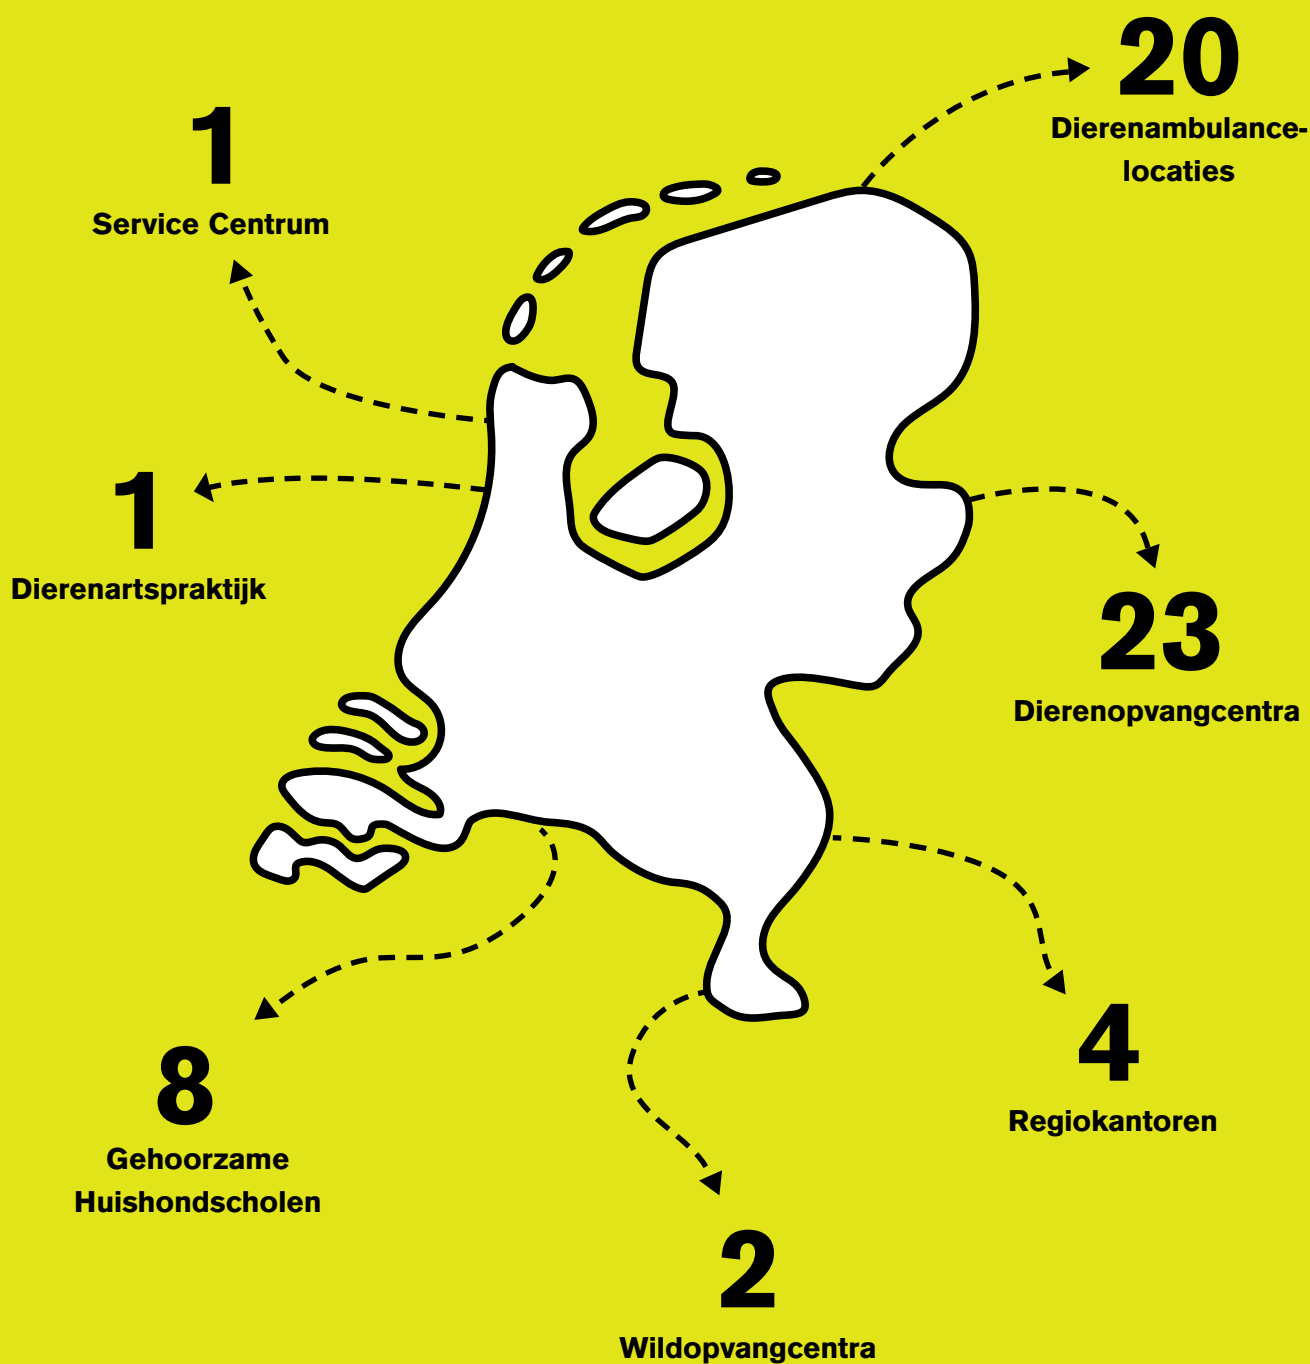 20
Dierenambulance-
locaties
1
Service Centrum
1
Dierenartspraktijk
23
Dierenopvangcentra
4
Regiokantoren
8
Gehoorzame
Huishondscholen
2
Wildopvangcentra